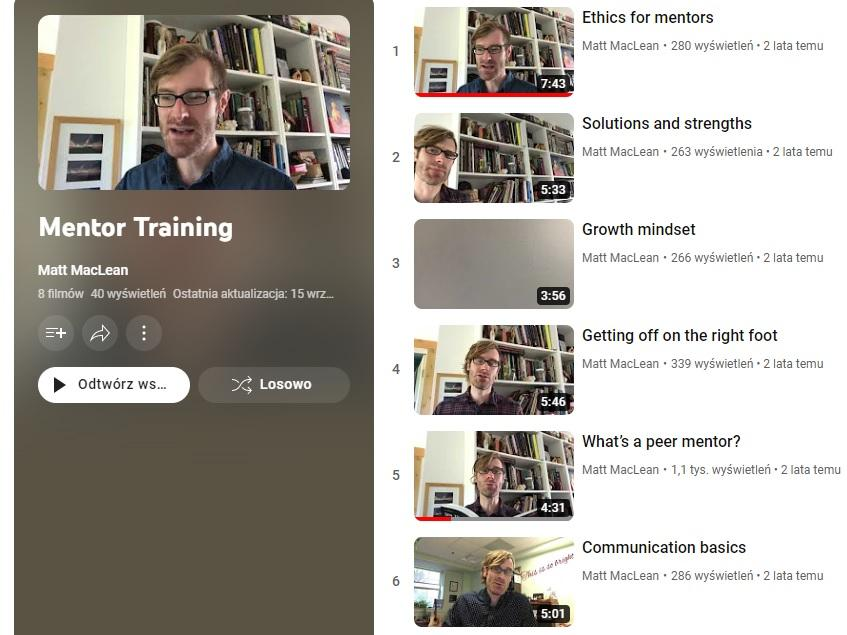 Mentor Training
Matt MacLean
8 filmów 40 wyświetleń Ostatnia aktualizacja: 15 wrz...
Odtwórz ws...
Losowo
1
7:43
Ethics for mentors
Matt MacLean • 280 wyświetleń • 2 lata temu
2
5:33
Solutions and strengths
Matt MacLean • 263 wyświetlenia • 2 lata temu
3
3:56
Growth mindset
Matt MacLean • 266 wyświetleń • 2 lata temu
4
5:46
Getting off on the right foot
Matt MacLean • 339 wyświetleń • 2 lata temu
5
4:31
What’s a peer mentor?
Matt MacLean • 1,1 tys. wyświetleń • 2 lata temu
6
This is so bright
5:01
Communication basics
Matt MacLean • 286 wyświetleń • 2 lata temu